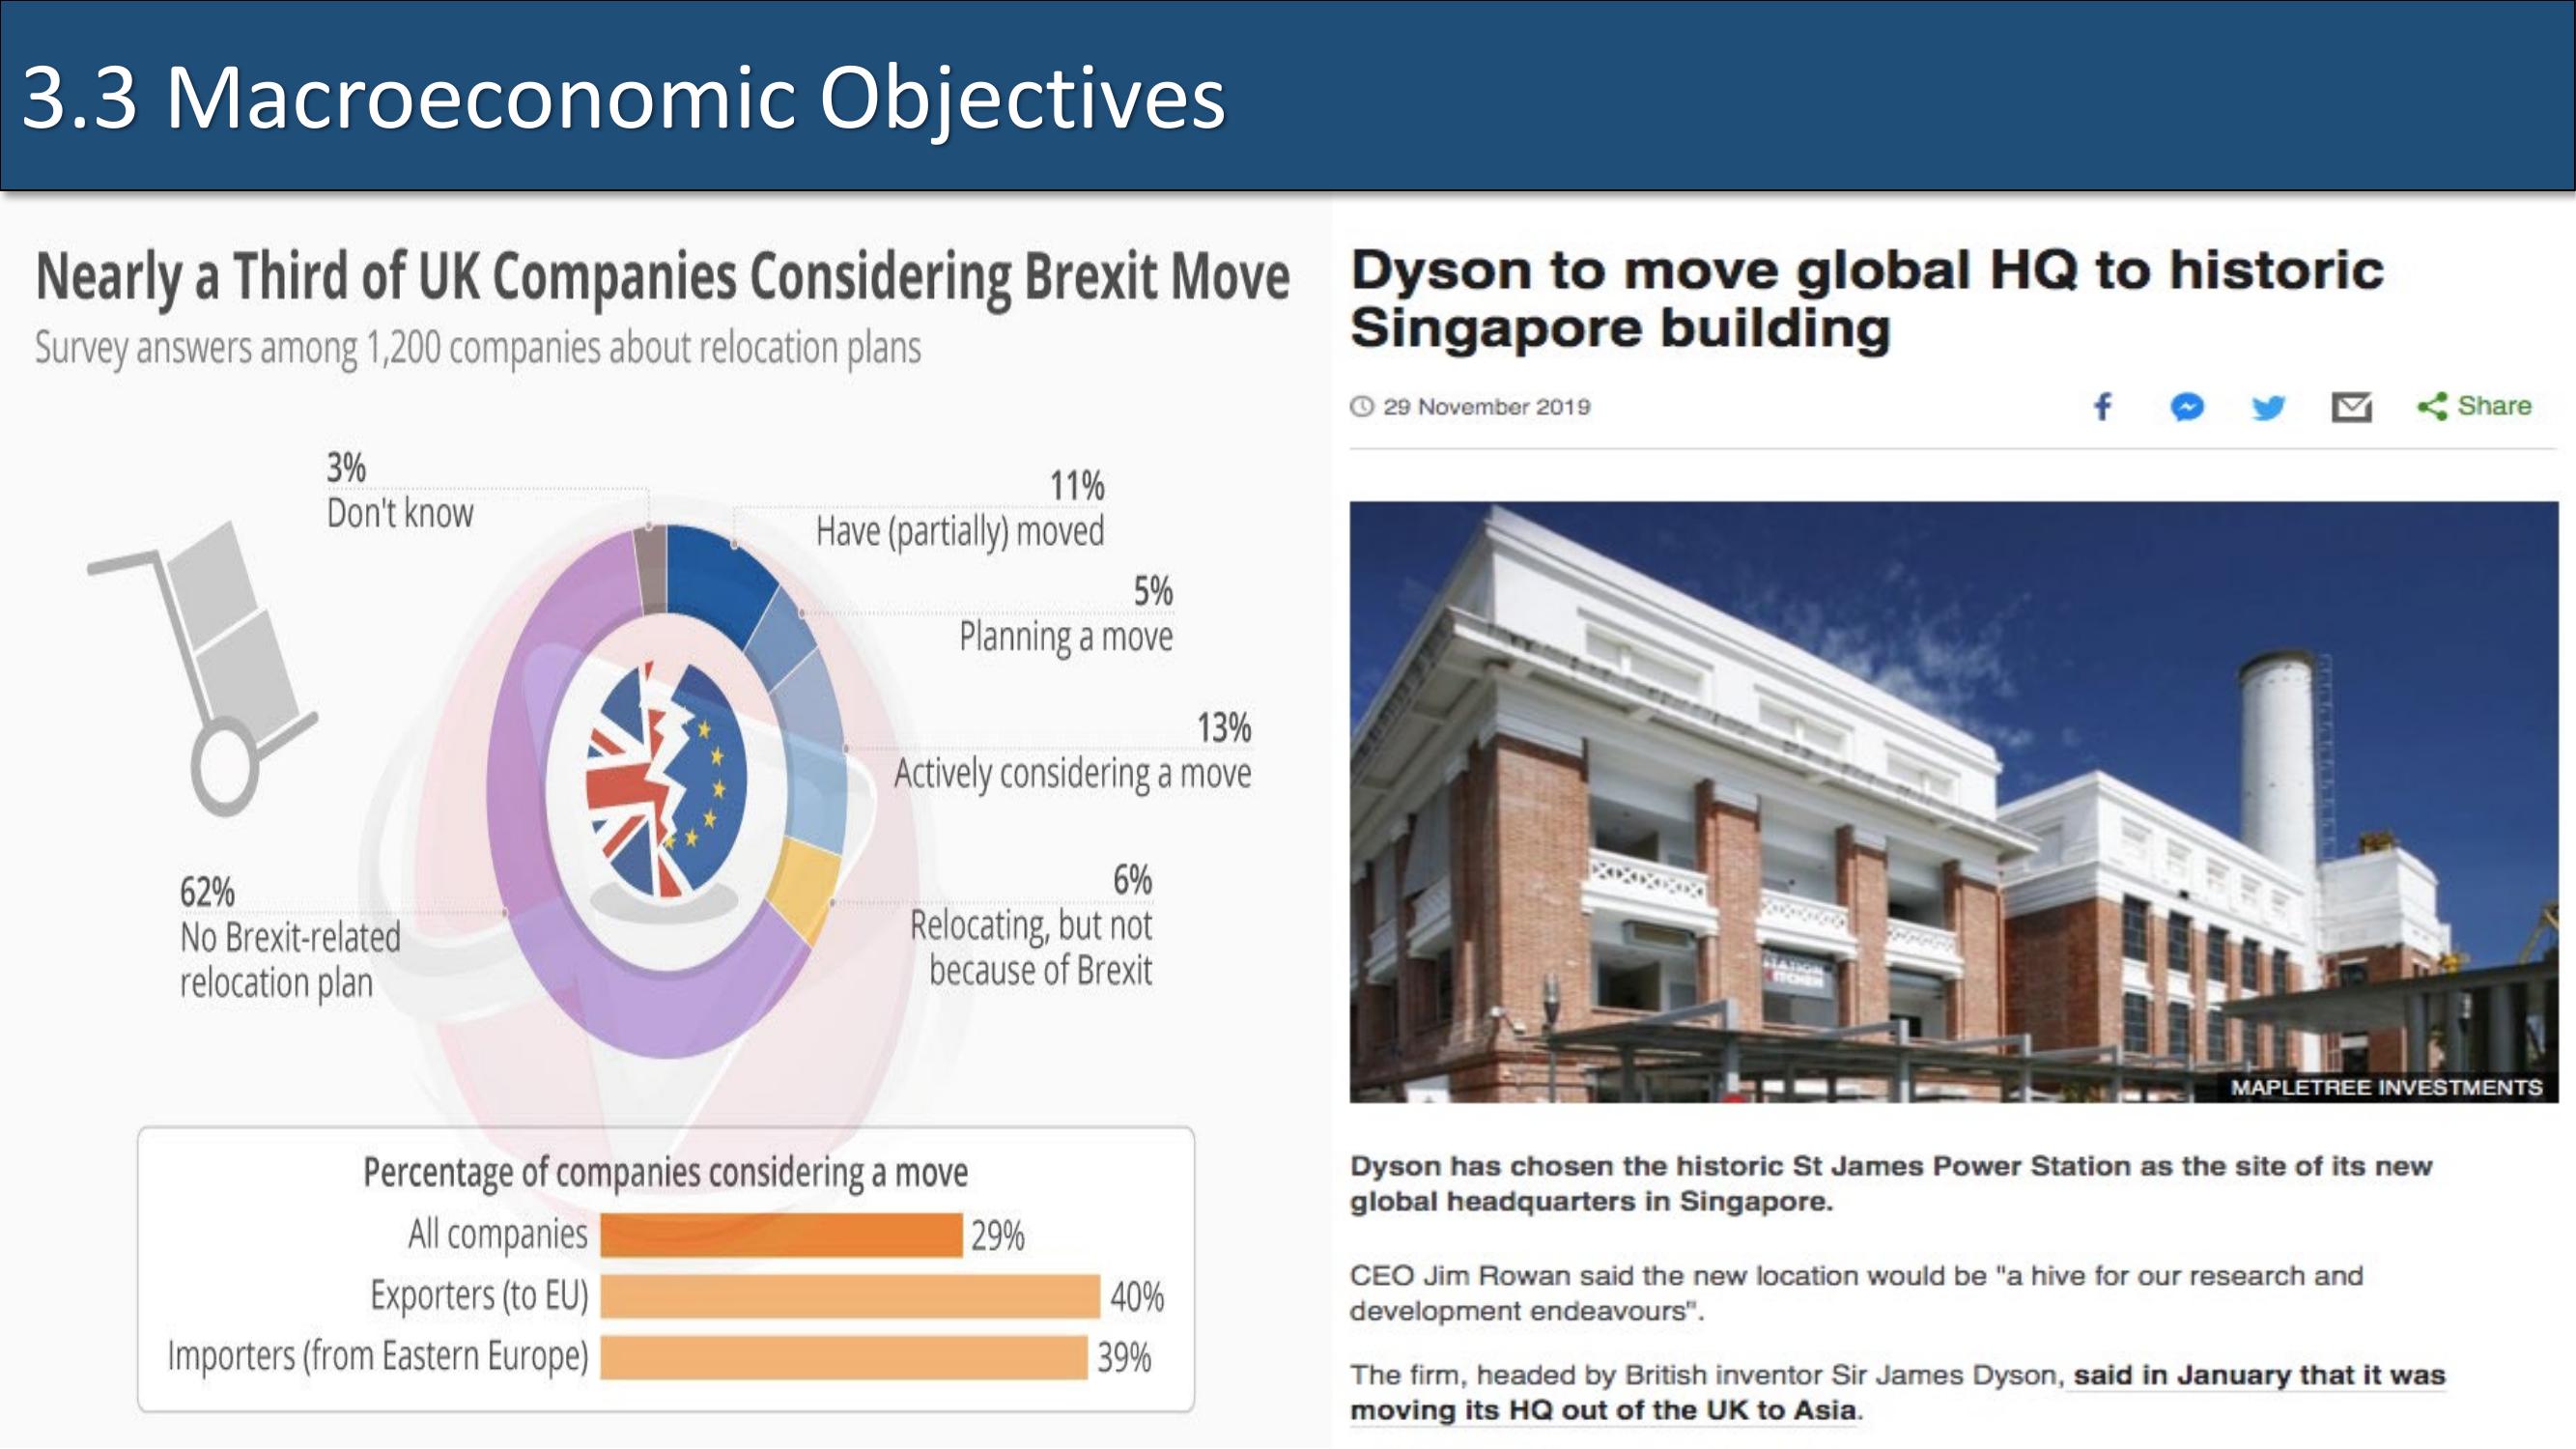 3.3 Macroeconomic Objectives
Nearly a Third of UK Companies Considering Brexit Move
Survey answers among 1,200 companies about relocation plans
3%
Don't know
11%
Have (partially) moved
5%
Planning a move
13%
Actively considering a move
6%
Relocating, but not
because of Brexit
62%
No Brexit-related
relocation plan
Percentage of companies considering a move
All companies 29%
Exporters (to EU) 40%
Importers (from Eastern Europe) 39%
Dyson to move global HQ to historic
Singapore building
29 November 2019
Share
STATION
KITCHEN
MAPLETREE INVESTMENTS
Dyson has chosen the historic St James Power Station as the site of its new
global headquarters in Singapore.
CEO Jim Rowan said the new location would be "a hive for our research and
development endeavours".
The firm, headed by British inventor Sir James Dyson, said in January that it was
moving its HQ out of the UK to Asia.